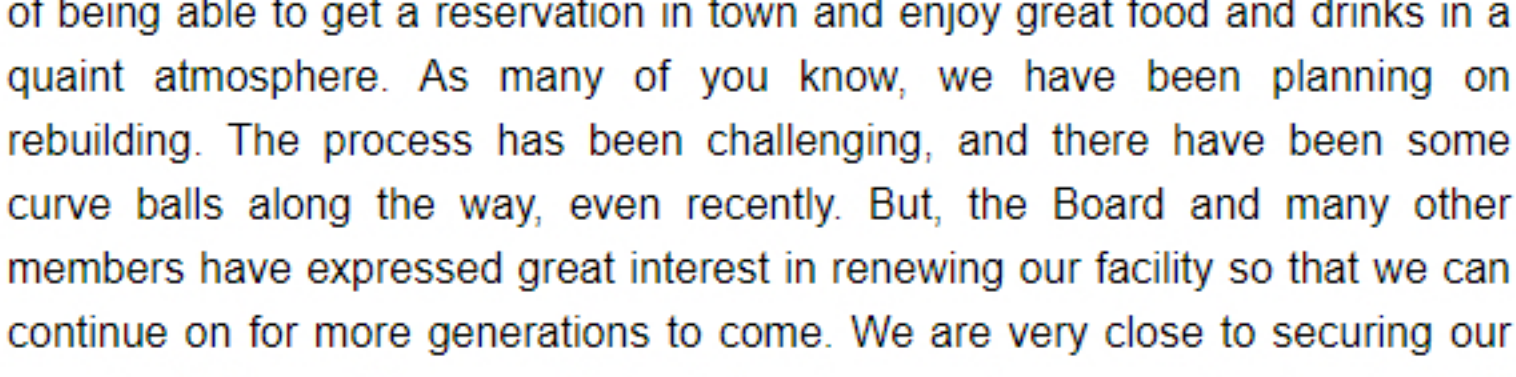 of being able to get a reservation in town and enjoy great food and drinks in a
quaint atmosphere. As many of you know, we have been planning on
rebuilding. The process has been challenging, and there have been some
curve balls along the way, even recently. But, the Board and many other
members have expressed great interest in renewing our facility so that we can
continue on for more generations to come. We are very close to securing our